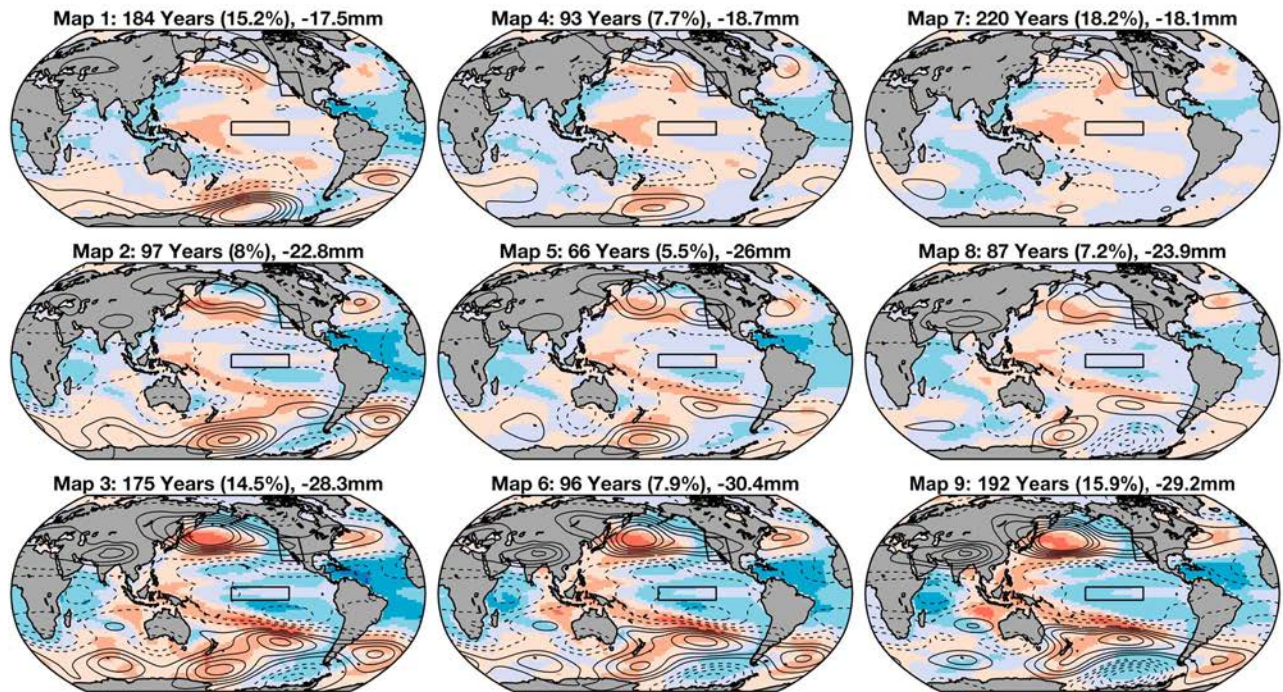 Map 1: 184 Years (15.2%), -17.5mm
Map 4: 93 Years (7.7%), -18.7mm
Map 7: 220 Years (18.2%), -18.1mm
Map 2: 97 Years (8%), -22.8mm
Map 5: 66 Years (5.5%), -26mm
Map 8: 87 Years (7.2%), -23.9mm
Map 3: 175 Years (14.5%), -28.3mm
Map 6: 96 Years (7.9%), -30.4mm
Map 9: 192 Years (15.9%), -29.2mm